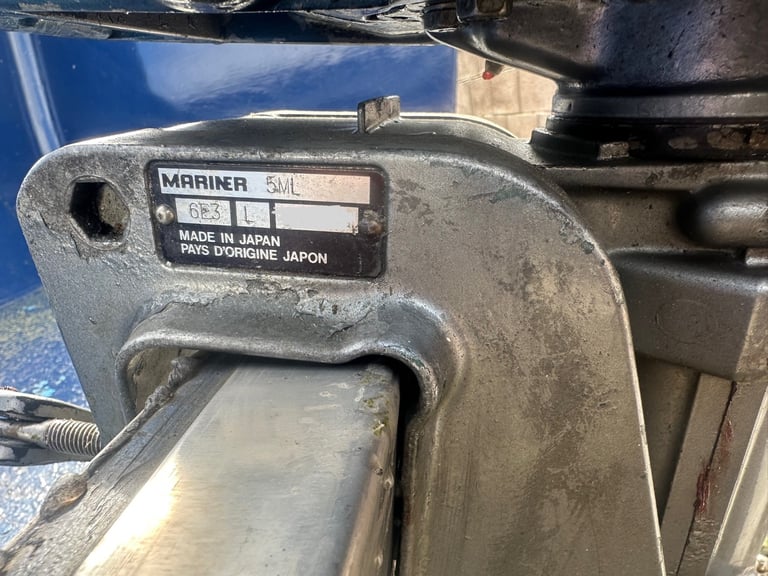 MARINER 5ML
6E3 L
MADE IN JAPAN
PAYS D'ORIGINE JAPON